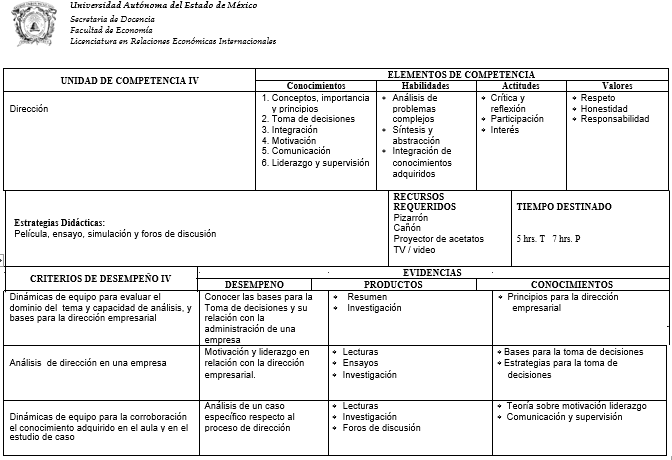 Universidad Autónoma del Estado de México
Secretaria de Docencia
Facultad de Economía
Licenciatura en Relaciones Económicas Internacionales
UNIDAD DE COMPETENCIA IV
ELEMENTOS DE COMPETENCIA
Conocimientos
Habilidades
Actitudes
Valores
Dirección
1. Conceptos, importancia
y principios
2. Toma de decisiones
3. Integración
4. Motivación
5. Comunicación
6. Liderazgo y supervisión
Análisis de
problemas
complejos
Síntesis y
abstracción
Integración de
conocimientos
adquiridos
Crítica y
reflexión
Participación
Interés
Respeto
Honestidad
Responsabilidad
Estrategias Didácticas:
Película, ensayo, simulación y foros de discusión
RECURSOS
REQUERIDOS
Pizarrón
Cañón
Proyector de acetatos
TV / video
TIEMPO DESTINADO
5 hrs. T 7 hrs. P
CRITERIOS DE DESEMPEÑO IV
EVIDENCIAS
DESEMPEÑO
PRODUCTOS
CONOCIMIENTOS
Dinámicas de equipo para evaluar el
dominio del tema y capacidad de análisis, y
bases para la dirección empresarial
Conocer las bases para la
Toma de decisiones y su
relación con la
administración de una
empresa
Resumen
Investigación
Principios para la dirección
empresarial
Análisis de dirección en una empresa
Motivación y liderazgo en
relación con la dirección
empresarial.
Lecturas
Ensayos
Investigación
Bases para la toma de decisiones
Estrategias para la toma de
decisiones
Dinámicas de equipo para la corroboración
el conocimiento adquirido en el aula y en el
estudio de caso
Análisis de un caso
específico respecto al
proceso de dirección
Lecturas
Investigación
Foros de discusión
Teoría sobre motivación liderazgo
Comunicación y supervisión